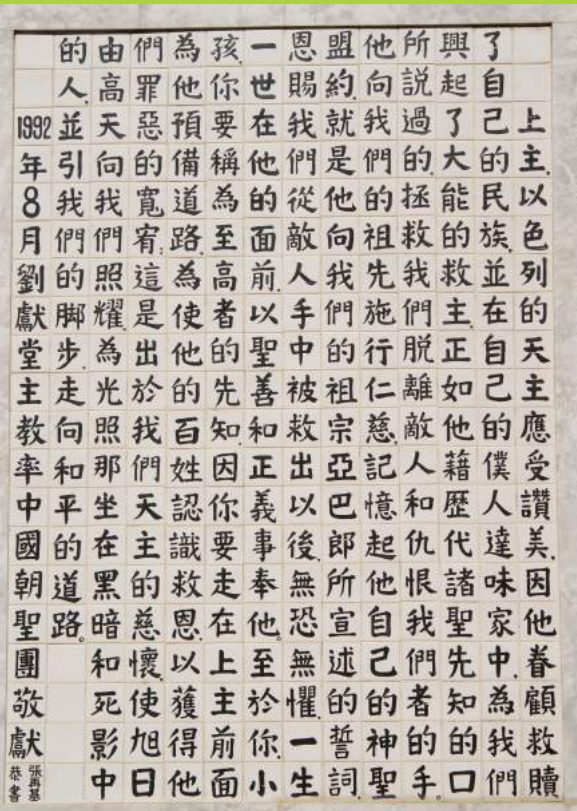 上主,以色列的天主應受讚美,因他眷顧救贖
了自己的民族,並在自己的僕人達味家中,為我們
興起了大能的救主,正如他藉歷代諸聖先知的口
所説過的,拯救我們脱離敵人和仇恨我們者的手,
他向我們的祖先施行仁慈,記憶起他自己的神聖
盟約,就是他向我們的祖宗亞巴郎所宣述的誓詞,
恩賜我們從敵人手中被救出以後,無恐無懼,一生
一世在他的面前,以聖善和正義事奉他。至於你小
孩,你要稱為至高者的先知,因你要走在上主前面
為他預備道路,為使他的百姓認識救恩,以獲得他
們罪惡的寬宥;這是出於我們天主的慈懷,使旭日
由高天向我們照耀,為光照那坐在黑暗和死影中
的人,並引我們的脚步,走向和平的道路。
1992年8月劉獻堂主教率中國朝聖團敬獻
張再基
恭書